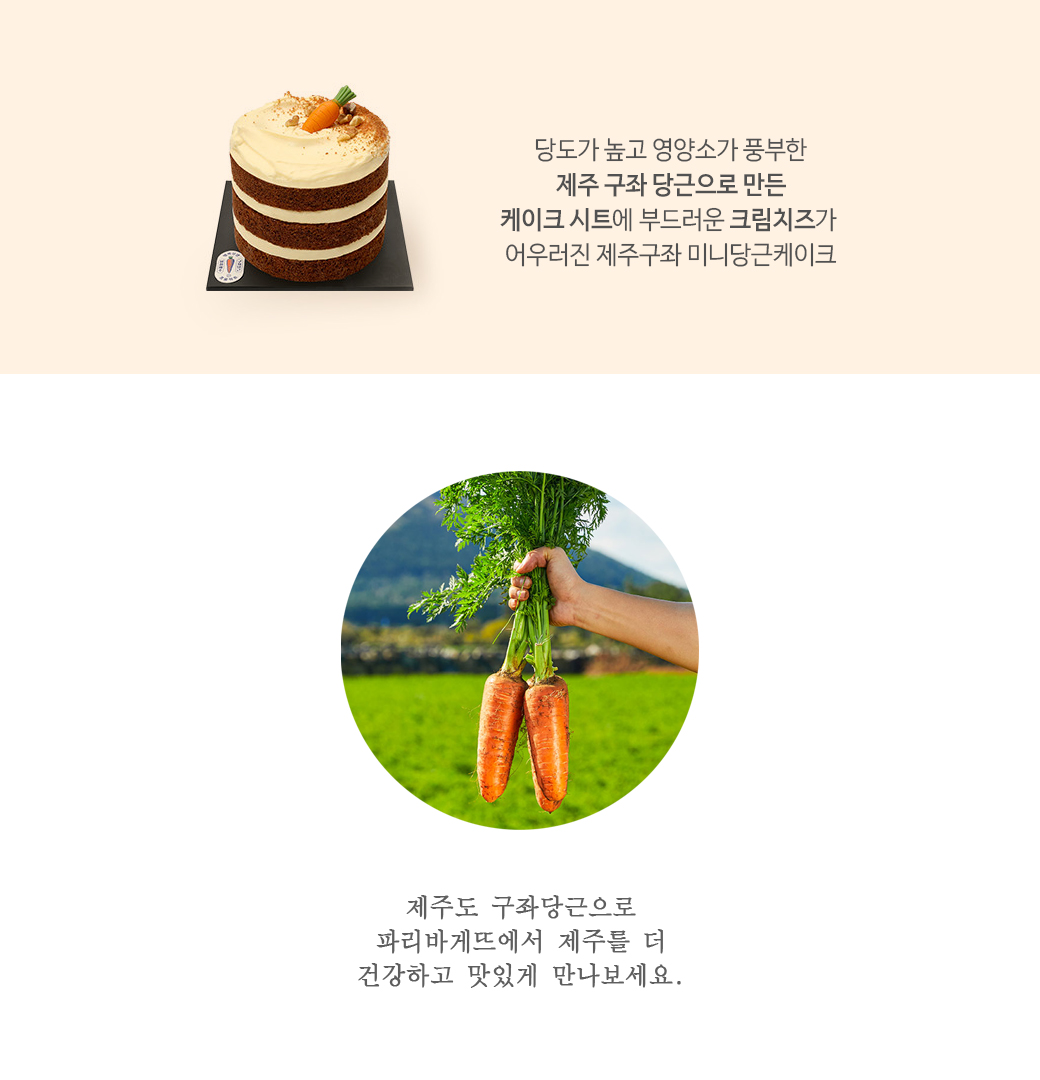 당도가 높고 영양소가 풍부한
제주 구좌 당근으로 만든
케이크 시트에 부드러운 크림치즈가
어우러진 제주구좌 미니당근케이크
제주도 구좌당근으로
파리바게뜨에서 제주를 더
건강하고 맛있게 만나보세요.